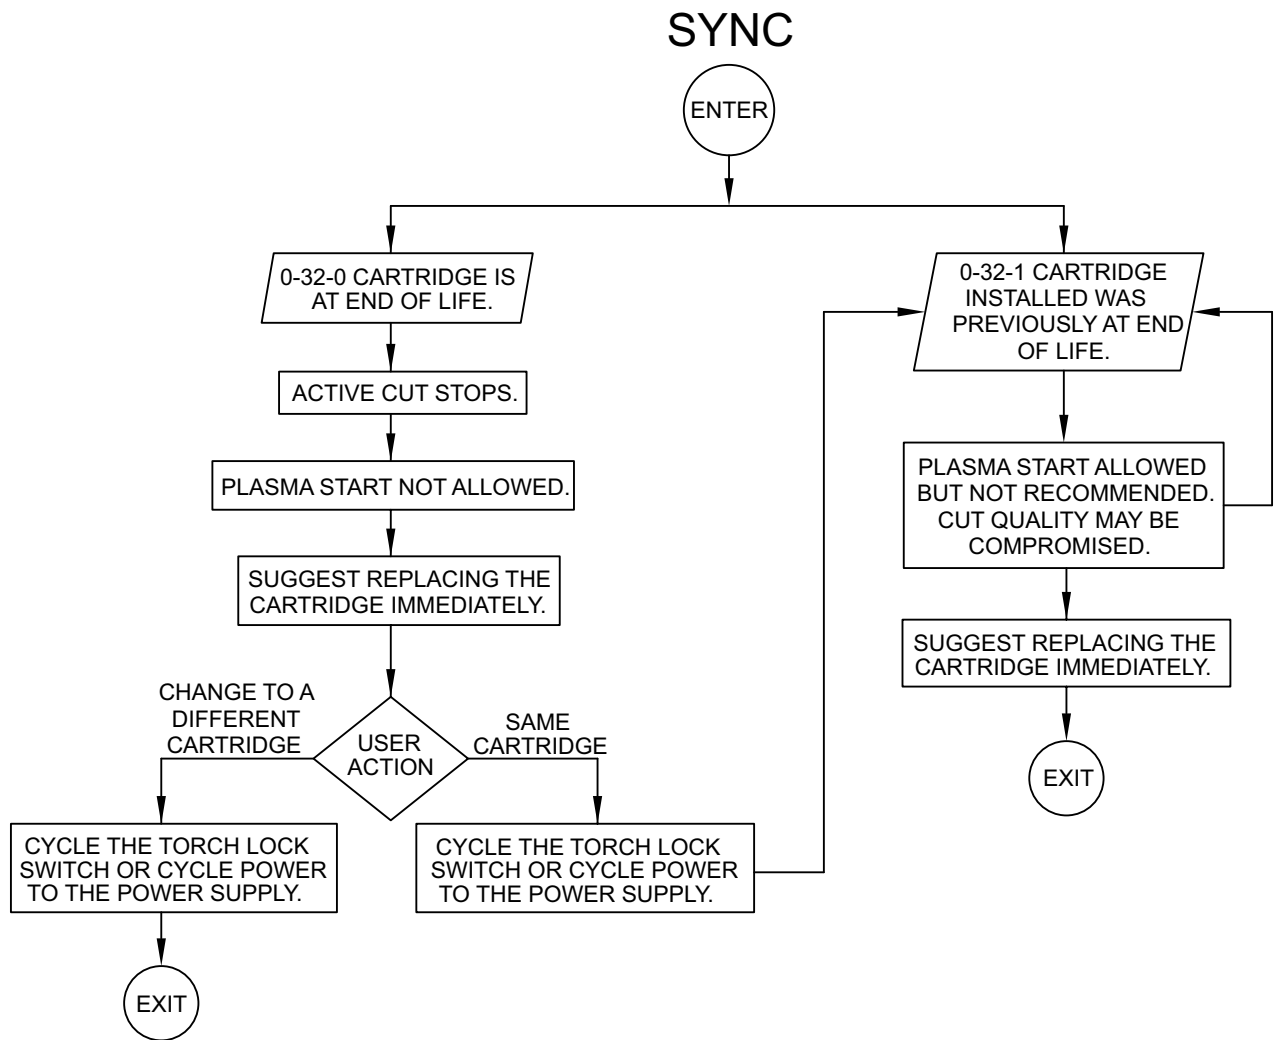 SYNC
ENTER
0-32-0 CARTRIDGE IS
AT END OF LIFE.
ACTIVE CUT STOPS.
PLASMA START NOT ALLOWED.
SUGGEST REPLACING THE
CARTRIDGE IMMEDIATELY.
USER
ACTION
CHANGE TO A
DIFFERENT
CARTRIDGE
CYCLE THE TORCH LOCK
SWITCH OR CYCLE POWER
TO THE POWER SUPPLY.
EXIT
SAME
CARTRIDGE
CYCLE THE TORCH LOCK
SWITCH OR CYCLE POWER
TO THE POWER SUPPLY.
0-32-1 CARTRIDGE
INSTALLED WAS
PREVIOUSLY AT END
OF LIFE.
PLASMA START ALLOWED
BUT NOT RECOMMENDED.
CUT QUALITY MAY BE
COMPROMISED.
SUGGEST REPLACING THE
CARTRIDGE IMMEDIATELY.
EXIT